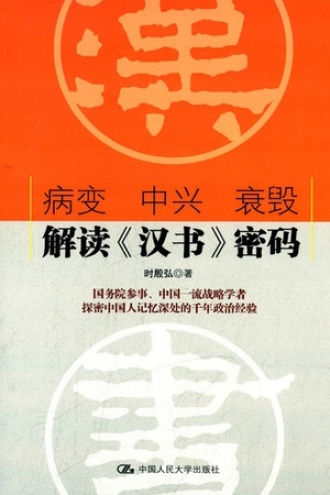 漢
病变 中兴 衰毁
解读《汉书》密码
时殷弘◎著
国务院参事、中国一流战略学者
探密中国人记忆深处的千年政治经验
書
中国人民大学出版社